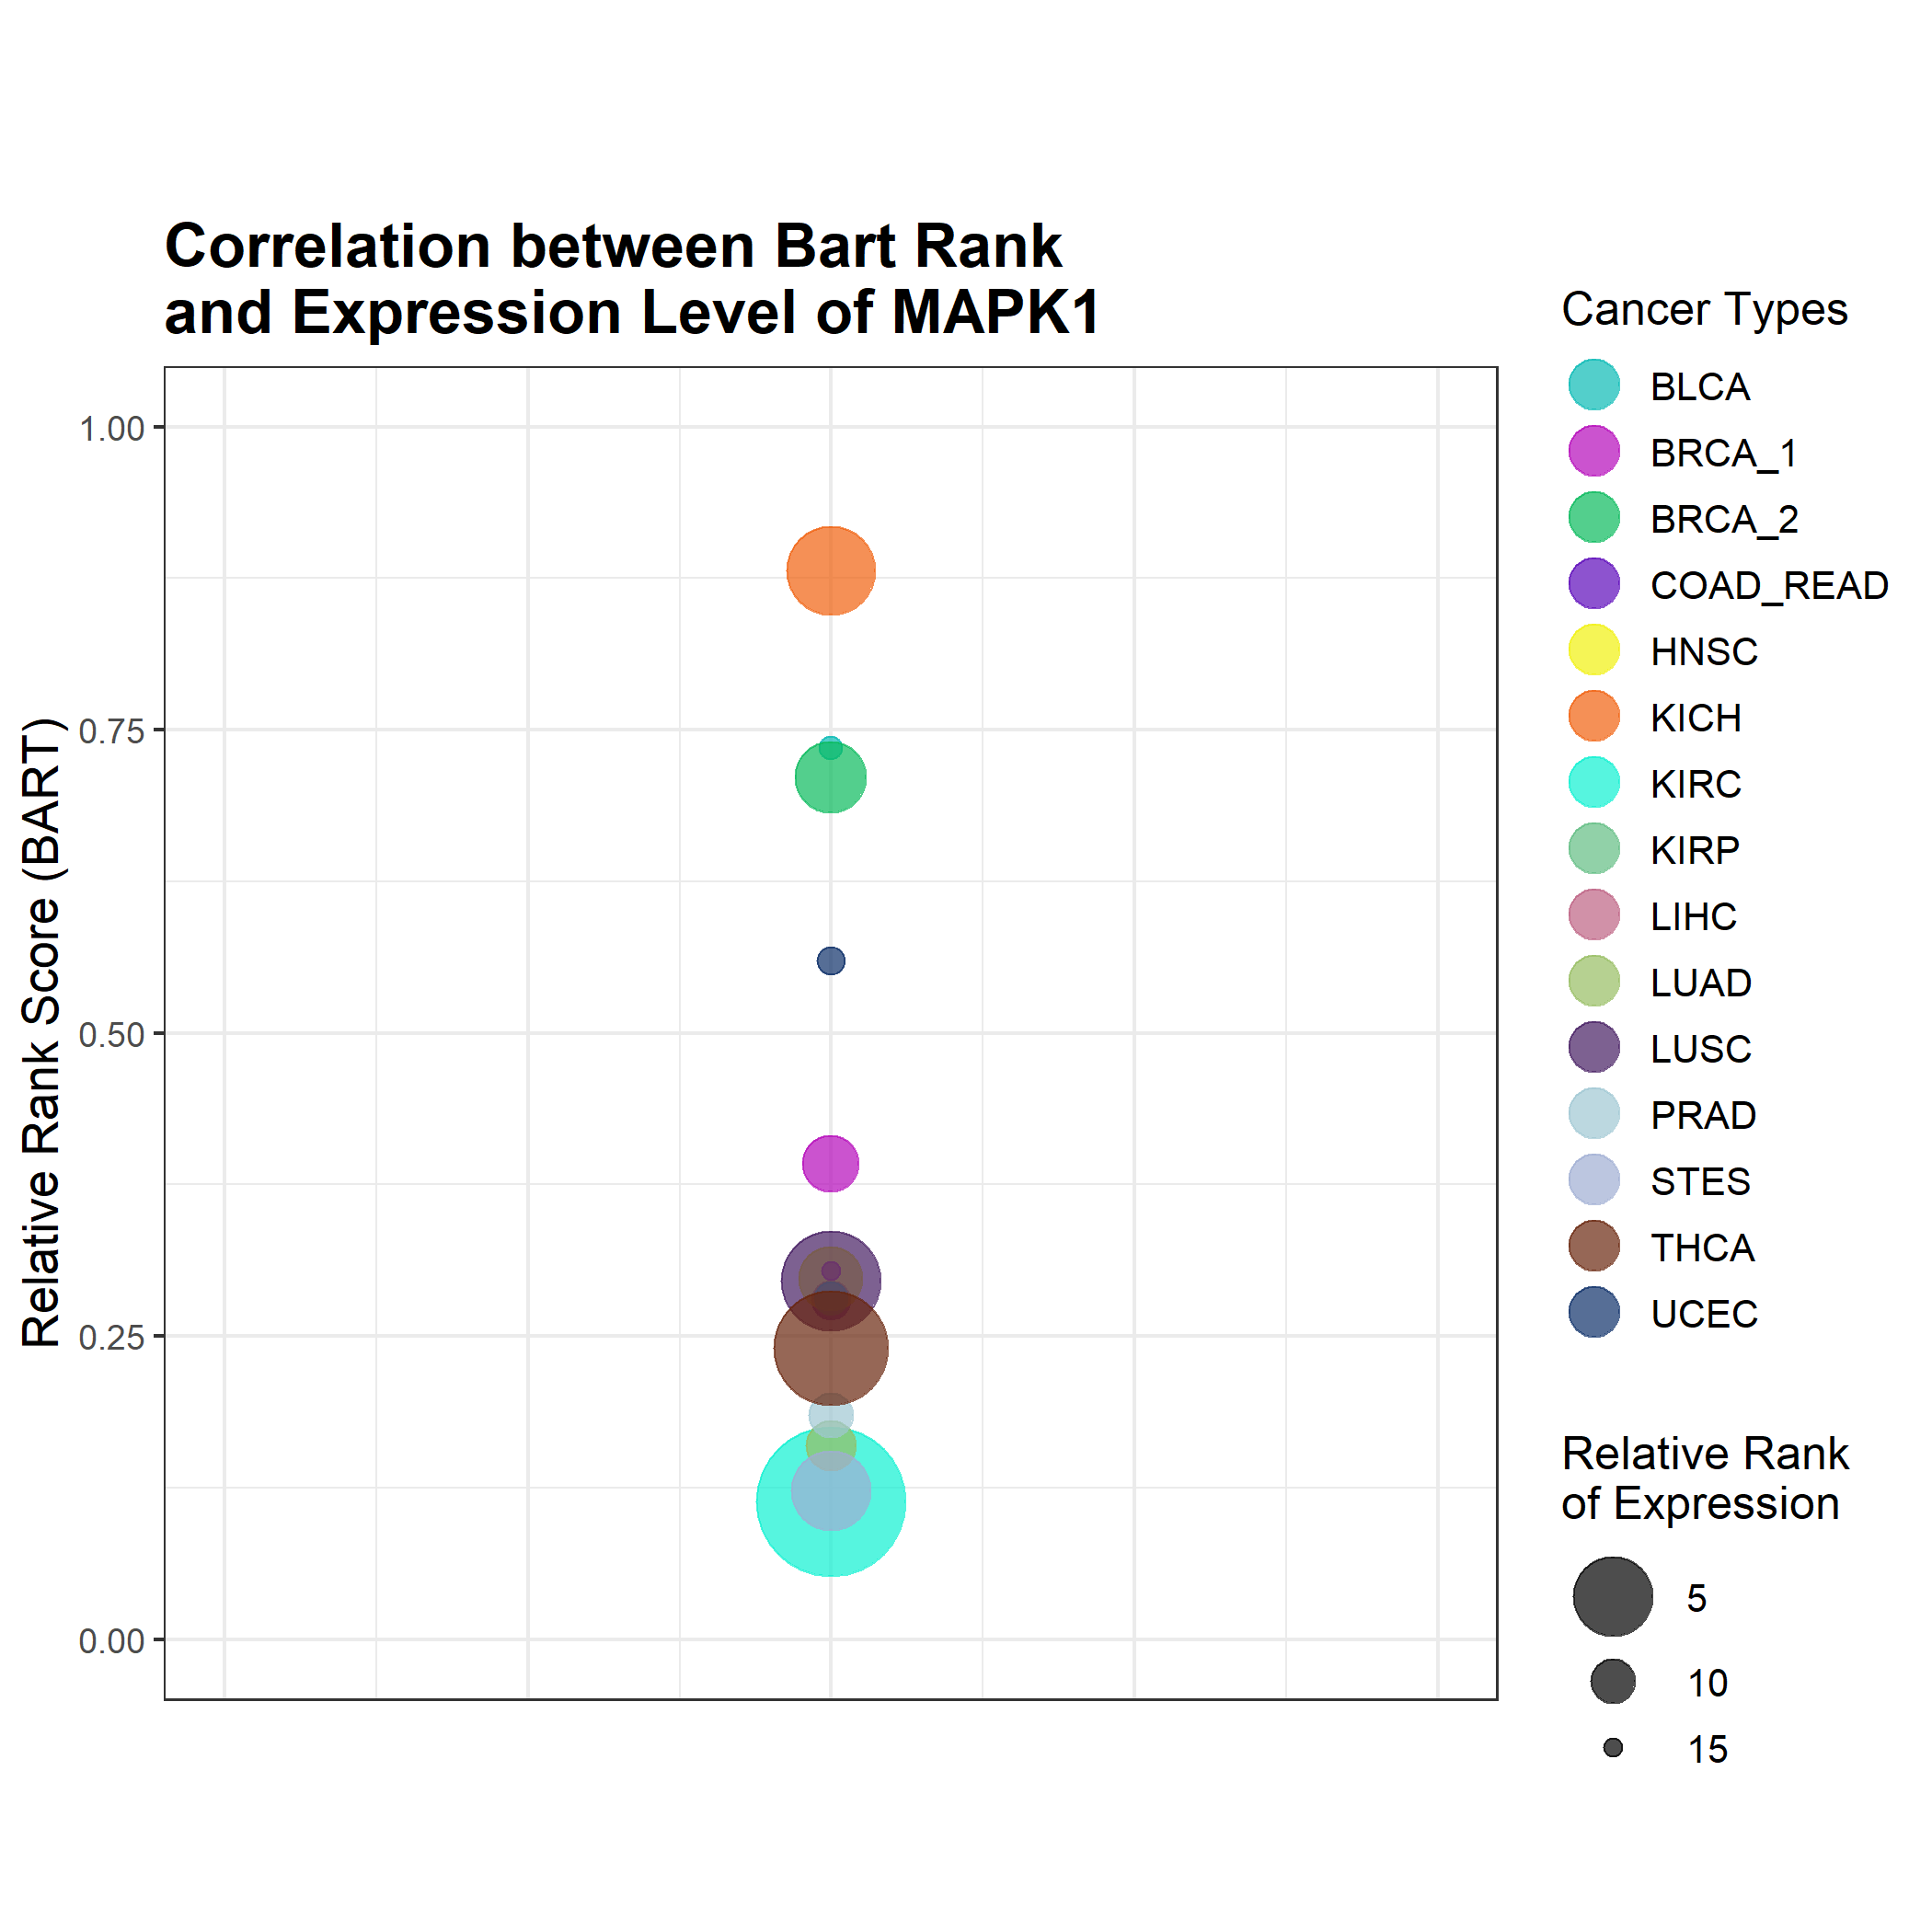 Correlation between Bart Rank
and Expression Level of MAPK1
Relative Rank Score (BART)
1.00
0.75
0.50
0.25
0.00
Cancer Types
BLCA
BRCA_1
BRCA_2
COAD_READ
HNSC
KICH
KIRC
KIRP
LIHC
LUAD
LUSC
PRAD
STES
THCA
UCEC
Relative Rank
of Expression
5
10
15